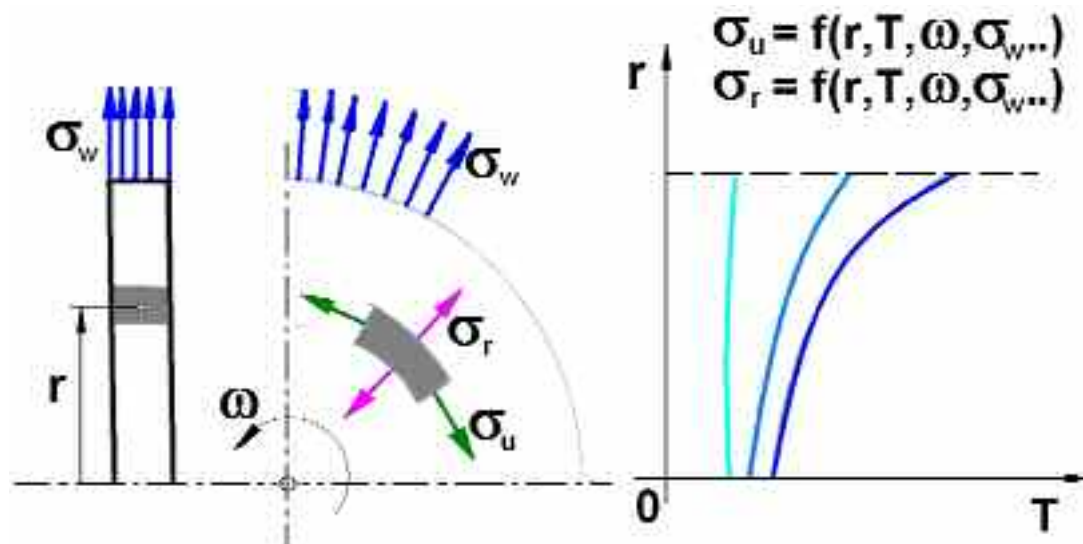 σu = f(r,T,ω,σw..)
σr = f(r,T,ω,σw..)
r
σw
σw
σr
r
ω
σu
0
T